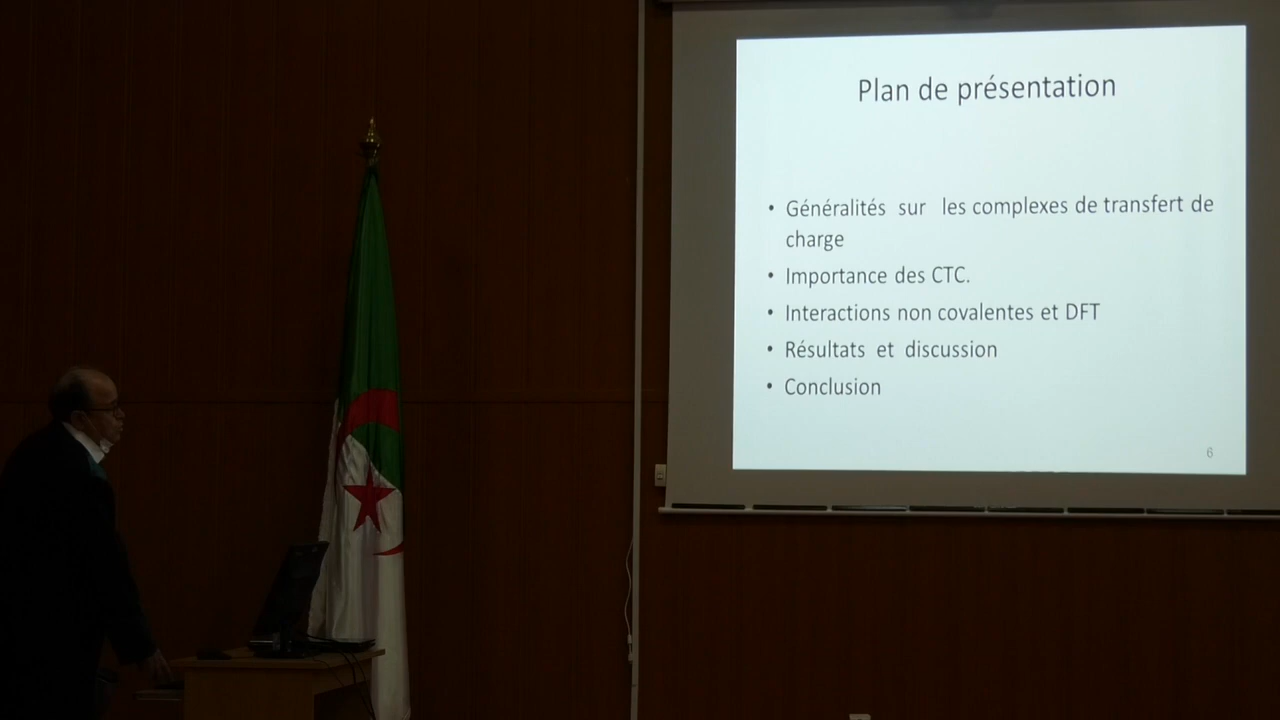 Plan de présentation
• Généralités sur les complexes de transfert de
charge
• Importance des CTC.
• Interactions non covalentes et DFT
• Résultats et discussion
• Conclusion
6